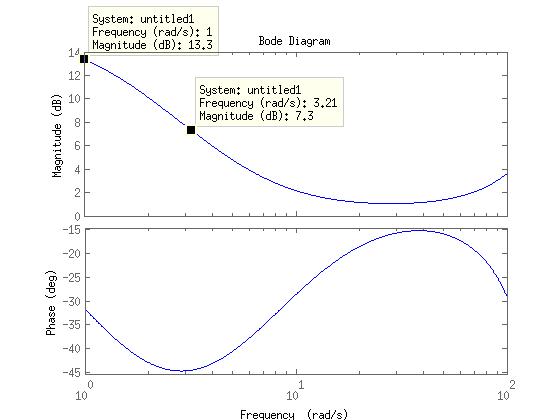 System: untitled1
Frequency (rad/s): 1
Magnitude (dB): 13.3
Bode Diagram
System: untitled1
Frequency (rad/s): 3.21
Magnitude (dB): 7.3
Magnitude (dB)
14
12
10
8
6
4
2
0
Phase (deg)
-15
-20
-25
-30
-35
-40
-45
10^0
10^1
10^2
Frequency (rad/s)